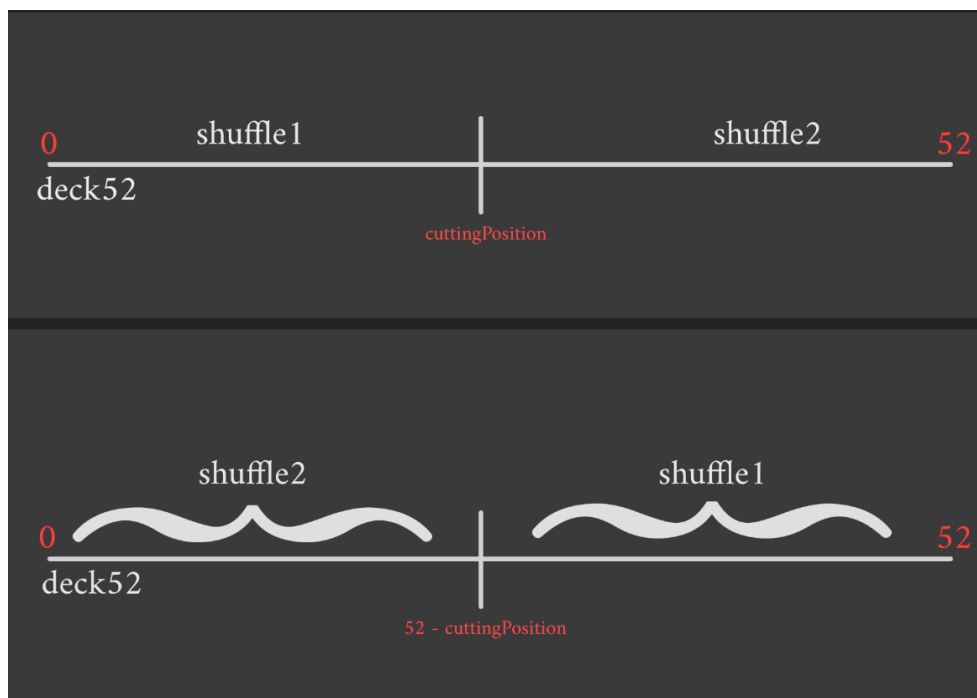 shuffle1
shuffle2
0
52
deck52
cuttingPosition
shuffle2
shuffle1
0
52
deck52
52 - cuttingPosition